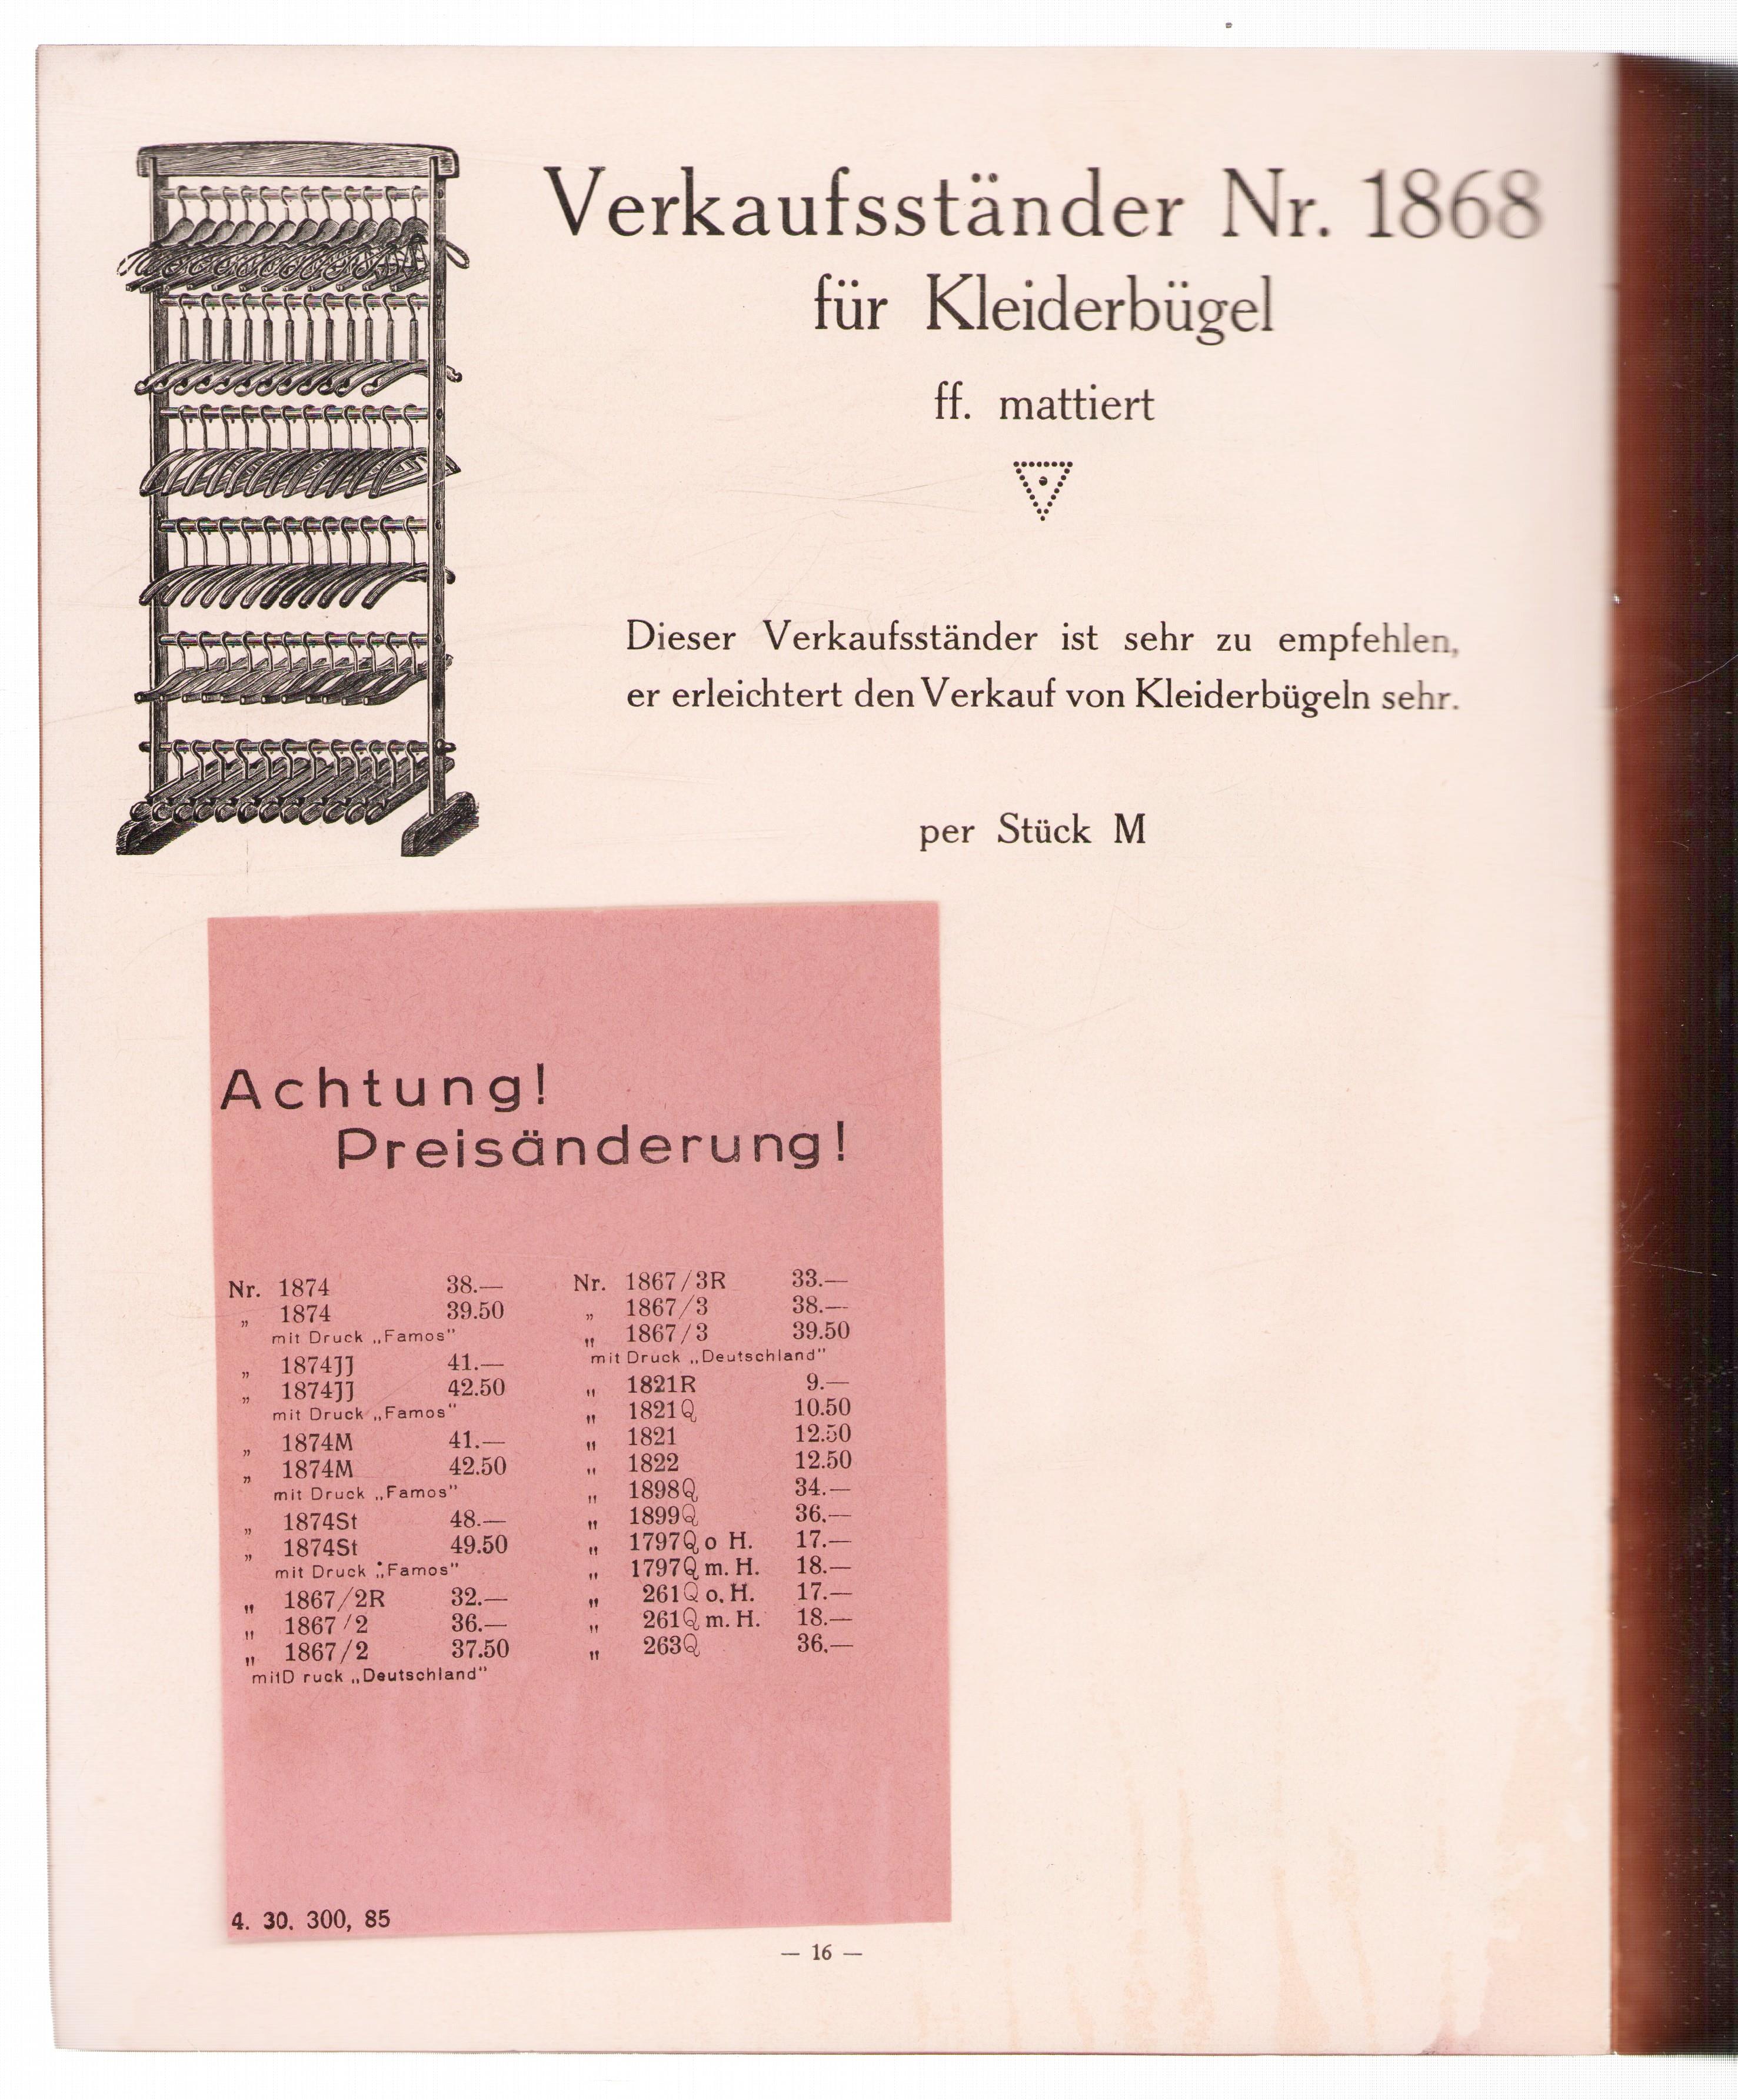 Verkaufsständer Nr. 1868
für Kleiderbügel
ff. mattiert
Dieser Verkaufsständer ist sehr zu empfehlen,
er erleichtert den Verkauf von Kleiderbügeln sehr.
per Stück M
Achtung!
Preisänderung!
Nr. 1874 38.—
„ 1874 39.50
mit Druck „Famos"
„ 1874JJ 41.—
„ 1874JJ 42.50
mit Druck „Famos"
„ 1874M 41.—
„ 1874M 42.50
mit Druck „Famos"
„ 1874St 48.—
„ 1874St 49.50
mit Druck „Famos"
„ 1867/2R 32.—
„ 1867/2 36.—
„ 1867/2 37.50
mitD ruck „Deutschland"
Nr. 1867/3R 33.—
„ 1867/3 38.—
„ 1867/3 39.50
mit Druck „Deutschland"
„ 1821R 9.—
„ 1821Q 10.50
„ 1821 12.50
„ 1822 12.50
„ 1898Q 34.—
„ 1899Q 36.—
„ 1797Q o H. 17.—
„ 1797Q m. H. 18.—
„ 261Q o. H. 17.—
„ 261Q m. H. 18.—
„ 263Q 36.—
4. 30. 300, 85
— 16 —